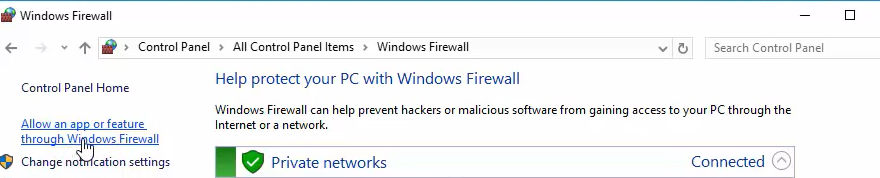 Windows Firewall
Control Panel > All Control Panel Items > Windows Firewall
Search Control Panel
Control Panel Home
Allow an app or feature
through Windows Firewall
Change notification settings
Help protect your PC with Windows Firewall
Windows Firewall can help prevent hackers or malicious software from gaining access to your PC through the
Internet or a network.
Private networks
Connected